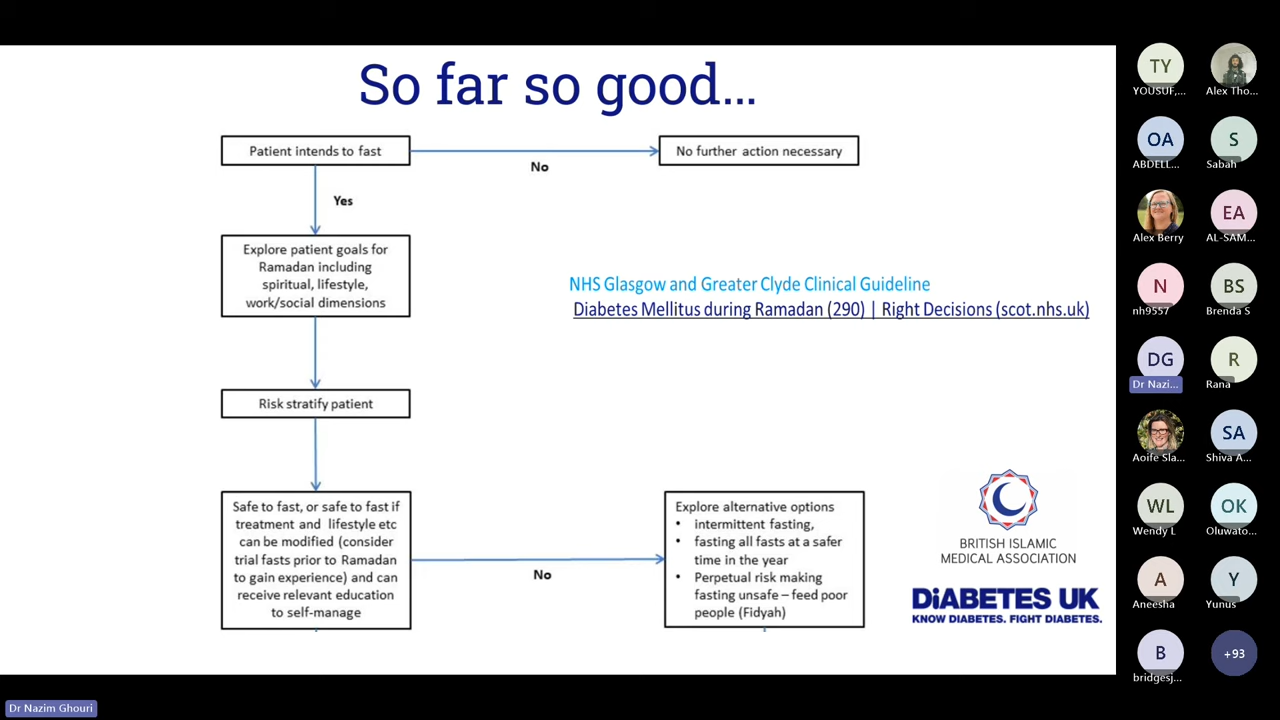 So far so good…
Patient intends to fast
No further action necessary
No
Yes
Explore patient goals for
Ramadan including
spiritual, lifestyle,
work/social dimensions
NHS Glasgow and Greater Clyde Clinical Guideline
Diabetes Mellitus during Ramadan (290) | Right Decisions (scot.nhs.uk)
Risk stratify patient
Safe to fast, or safe to fast if
treatment and lifestyle etc
can be modified (consider
trial fasts prior to Ramadan
to gain experience) and can
receive relevant education
to self-manage
No
Explore alternative options
• intermittent fasting,
• fasting all fasts at a safer
time in the year
• Perpetual risk making
fasting unsafe – feed poor
people (Fidyah)
BRITISH ISLAMIC
MEDICAL ASSOCIATION
DiABETES UK
KNOW DIABETES. FIGHT DIABETES.
TY
YOUSUF,...
Alex Tho...
OA
ABDELL...
S
Sabah
Alex Berry
EA
AL-SAM...
N
nh9557
BS
Brenda S
DG
Dr Nazi...
R
Rana
Aoife Sla...
SA
Shiva A...
WL
Wendy L
OK
Oluwato...
A
Aneesha
Y
Yunus
B
bridgesj...
+93
Dr Nazim Ghouri